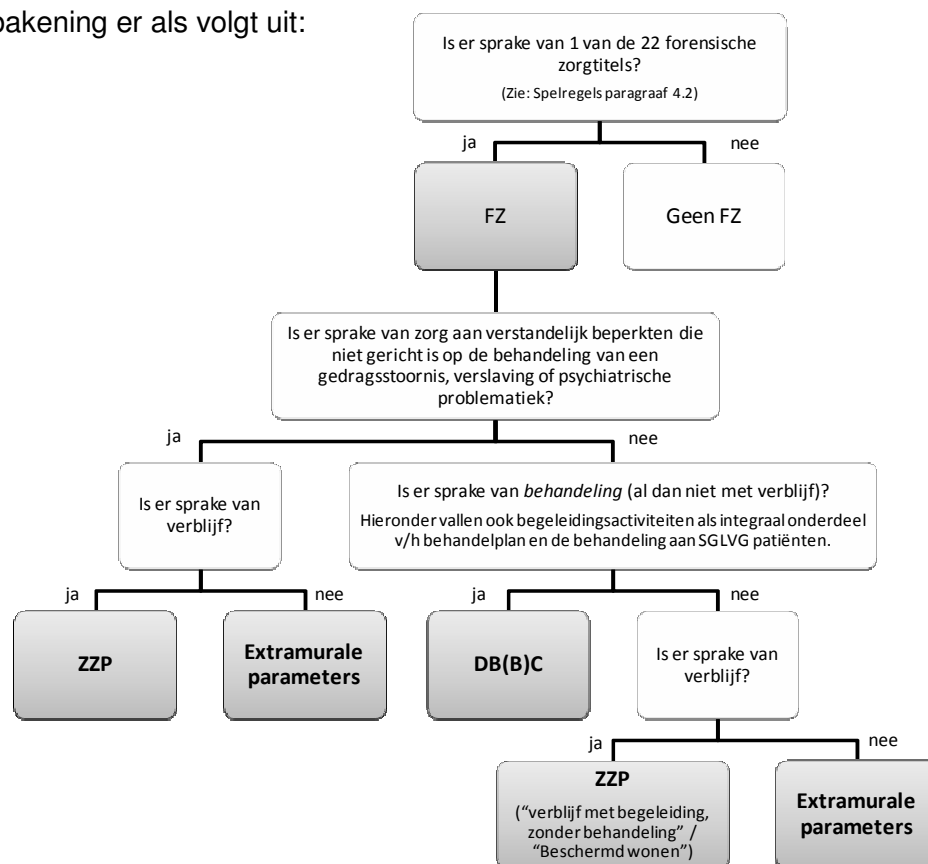 bakening er als volgt uit:
Is er sprake van 1 van de 22 forensische
zorgtitels?
(Zie: Spelregels paragraaf 4.2)
ja
nee
FZ
Geen FZ
Is er sprake van zorg aan verstandelijk beperkten die
niet gericht is op de behandeling van een
gedragsstoornis, verslaving of psychiatrische
problematiek?
ja
nee
Is er sprake van
verblijf?
Is er sprake van behandeling (al dan niet met verblijf)?
Hieronder vallen ook begeleidingsactiviteiten als integraal onderdeel
v/h behandelplan en de behandeling aan SGLVG patiënten.
ja
nee
ja
nee
ZZP
Extramurale
parameters
DB(B)C
Is er sprake van
verblijf?
ja
nee
ZZP
("verblijf met begeleiding,
zonder behandeling" /
"Beschermd wonen")
Extramurale
parameters